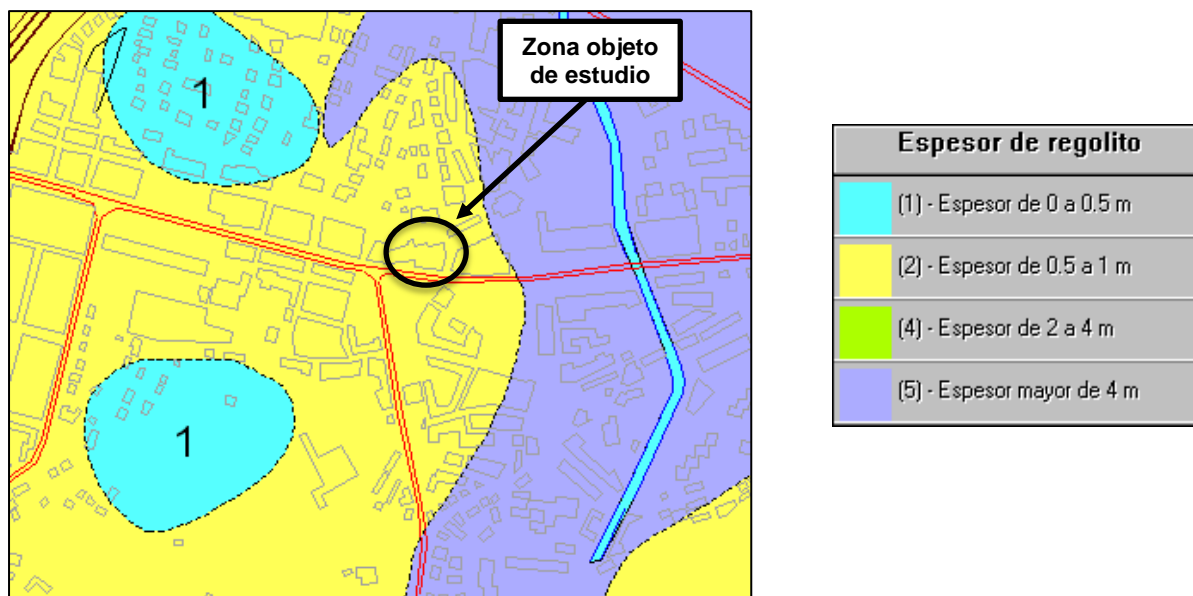 Zona objeto
de estudio
1
1
Espesor de regolito
(1) - Espesor de 0 a 0.5 m
(2) - Espesor de 0.5 a 1 m
(4) - Espesor de 2 a 4 m
(5) - Espesor mayor de 4 m